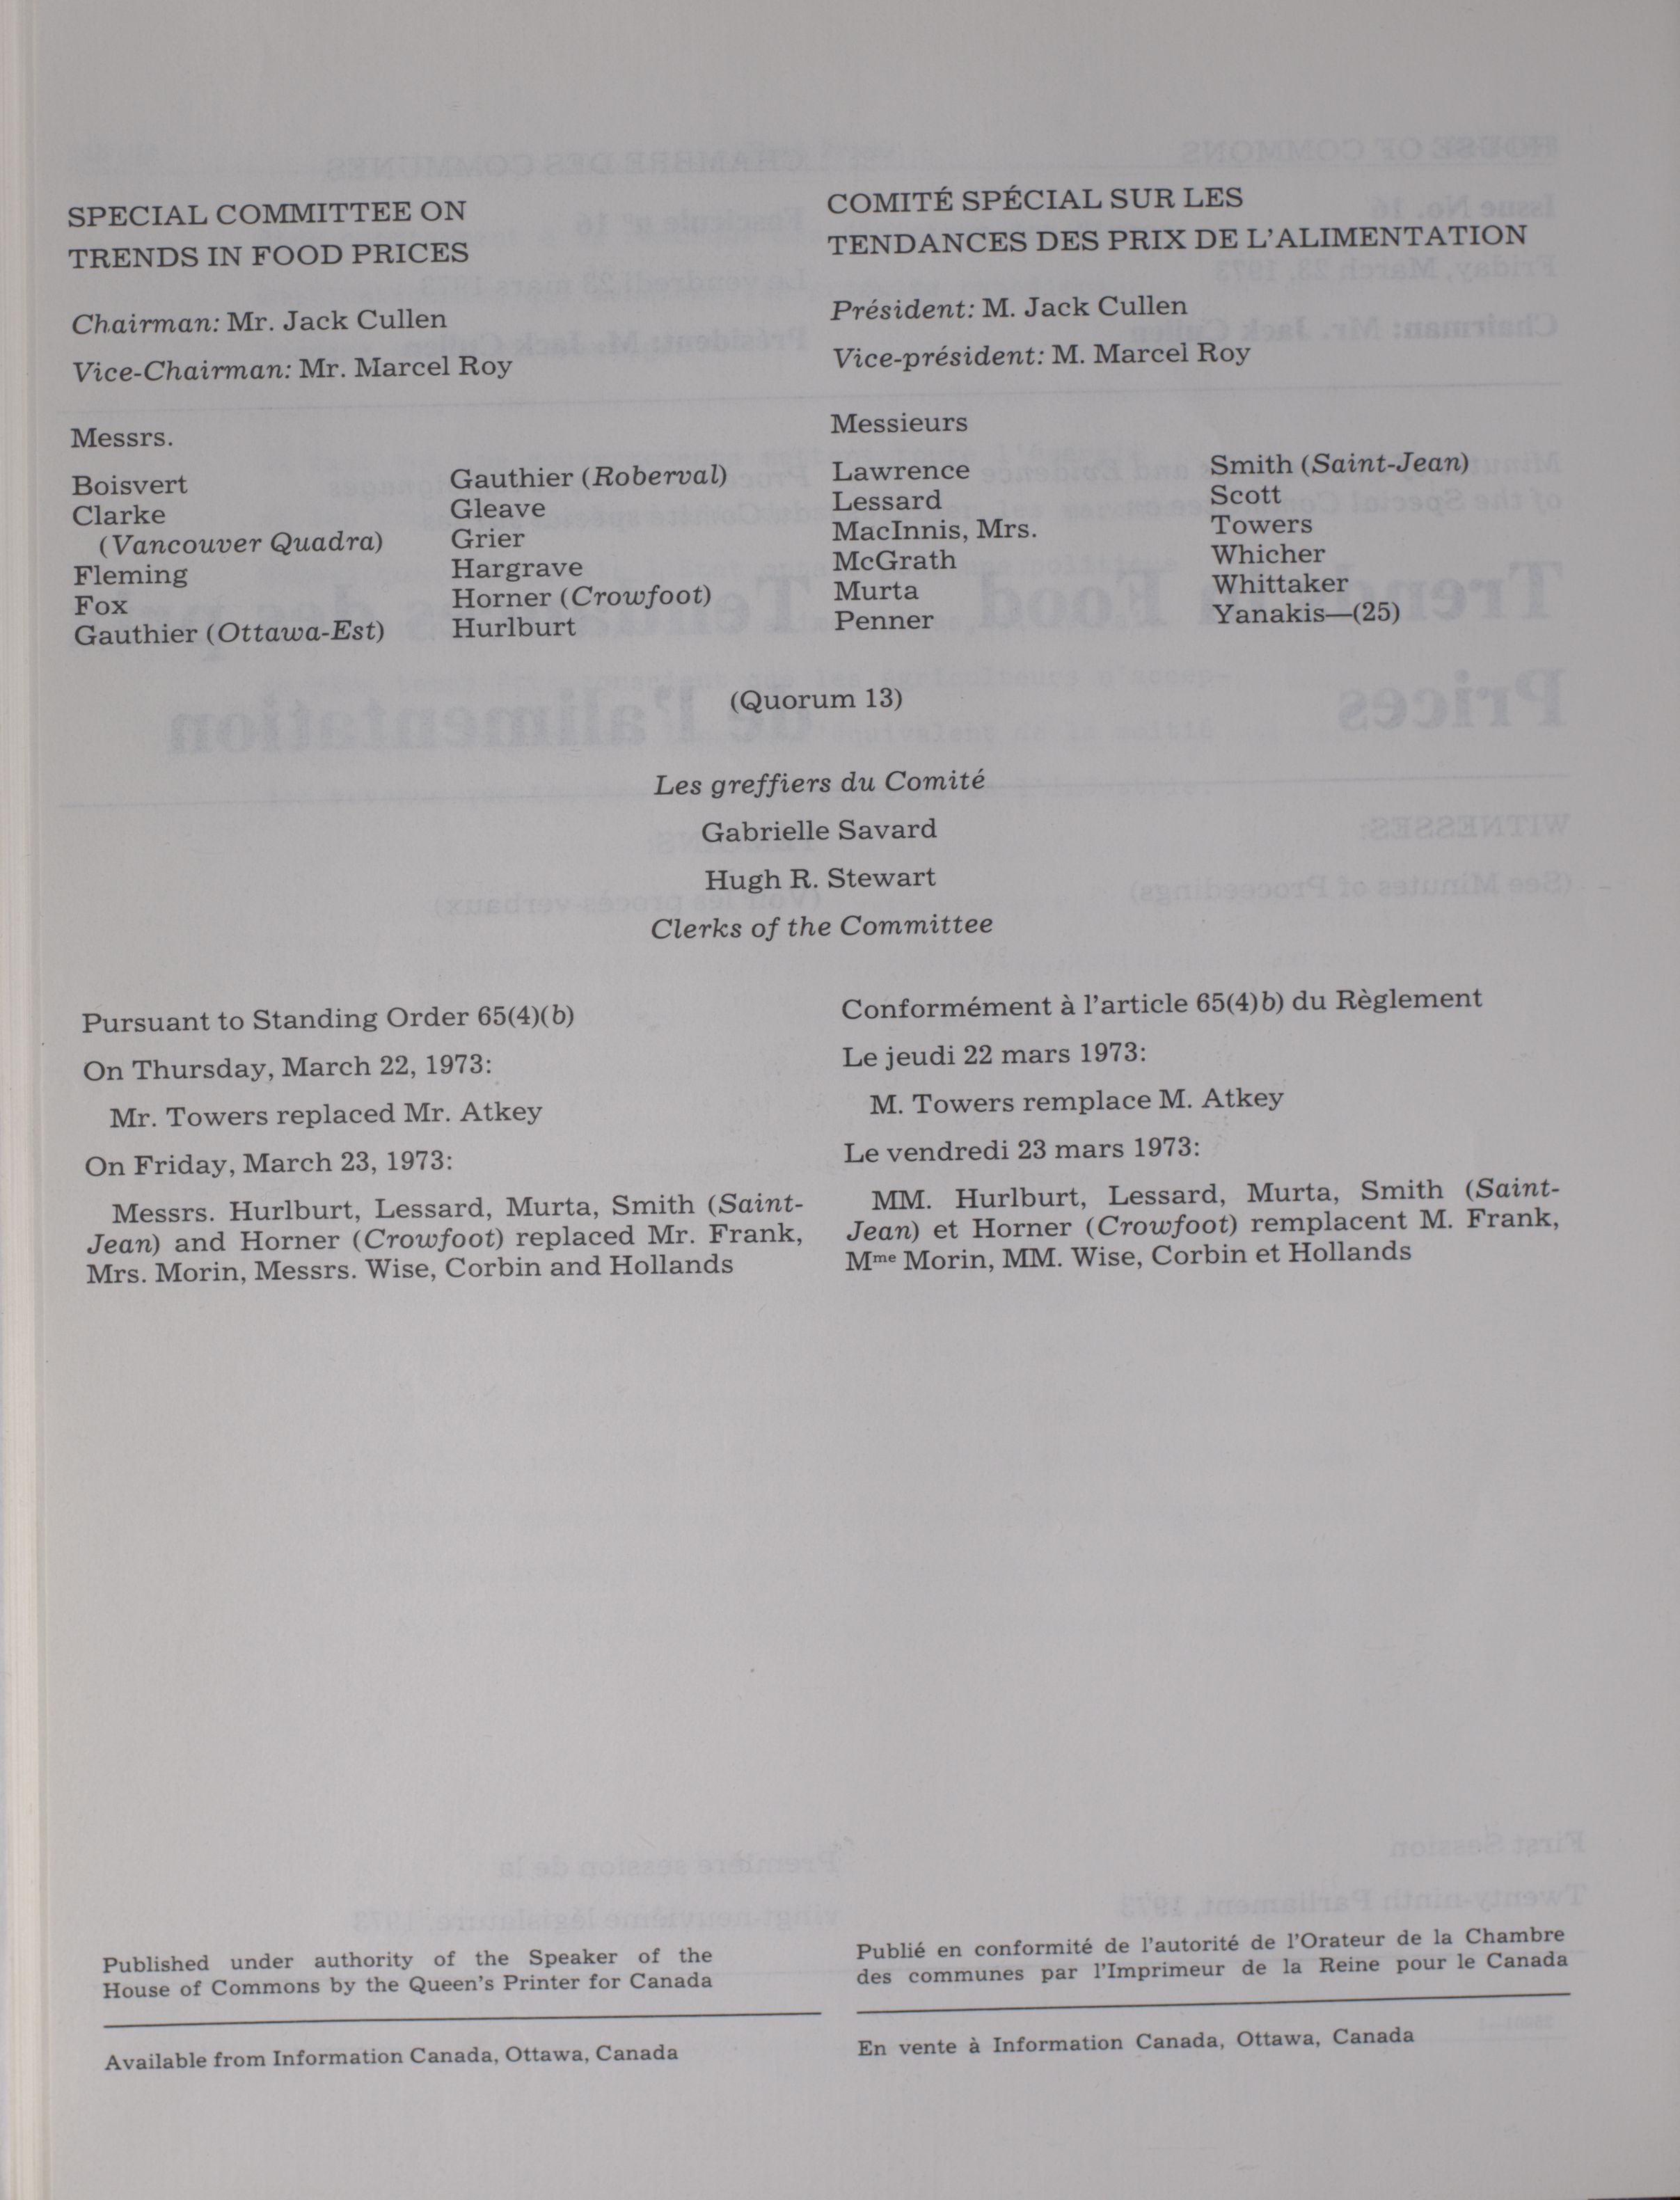 SPECIAL COMMITTEE ON
TRENDS IN FOOD PRICES
Chairman: Mr. Jack Cullen
Vice-Chairman: Mr. Marcel Roy
COMITÉ SPÉCIAL SUR LES
TENDANCES DES PRIX DE L'ALIMENTATION
Président: M. Jack Cullen
Vice-président: M. Marcel Roy
Messrs.
Boisvert
Clarke
(Vancouver Quadra)
Fleming
Fox
Gauthier (Ottawa-Est)
Gauthier (Roberval)
Gleave
Grier
Hargrave
Horner (Crowfoot)
Hurlburt
Messieurs
Lawrence
Lessard
MacInnis, Mrs.
McGrath
Murta
Penner
Smith (Saint-Jean)
Scott
Towers
Whicher
Whittaker
Yanakis—(25)
(Quorum 13)
Les greffiers du Comité
Gabrielle Savard
Hugh R. Stewart
Clerks of the Committee
Pursuant to Standing Order 65(4)(b)
On Thursday, March 22, 1973:
Mr. Towers replaced Mr. Atkey
On Friday, March 23, 1973:
Messrs. Hurlburt, Lessard, Murta, Smith (Saint-
Jean) and Horner (Crowfoot) replaced Mr. Frank,
Mrs. Morin, Messrs. Wise, Corbin and Hollands
Conformément à l'article 65(4)b) du Règlement
Le jeudi 22 mars 1973:
M. Towers remplace M. Atkey
Le vendredi 23 mars 1973:
MM. Hurlburt, Lessard, Murta, Smith (Saint-
Jean) et Horner (Crowfoot) remplacent M. Frank,
Mme Morin, MM. Wise, Corbin et Hollands
Published under authority of the Speaker of the
House of Commons by the Queen's Printer for Canada
Available from Information Canada, Ottawa, Canada
Publié en conformité de l'autorité de l'Orateur de la Chambre
des communes par l'Imprimeur de la Reine pour le Canada
En vente à Information Canada, Ottawa, Canada